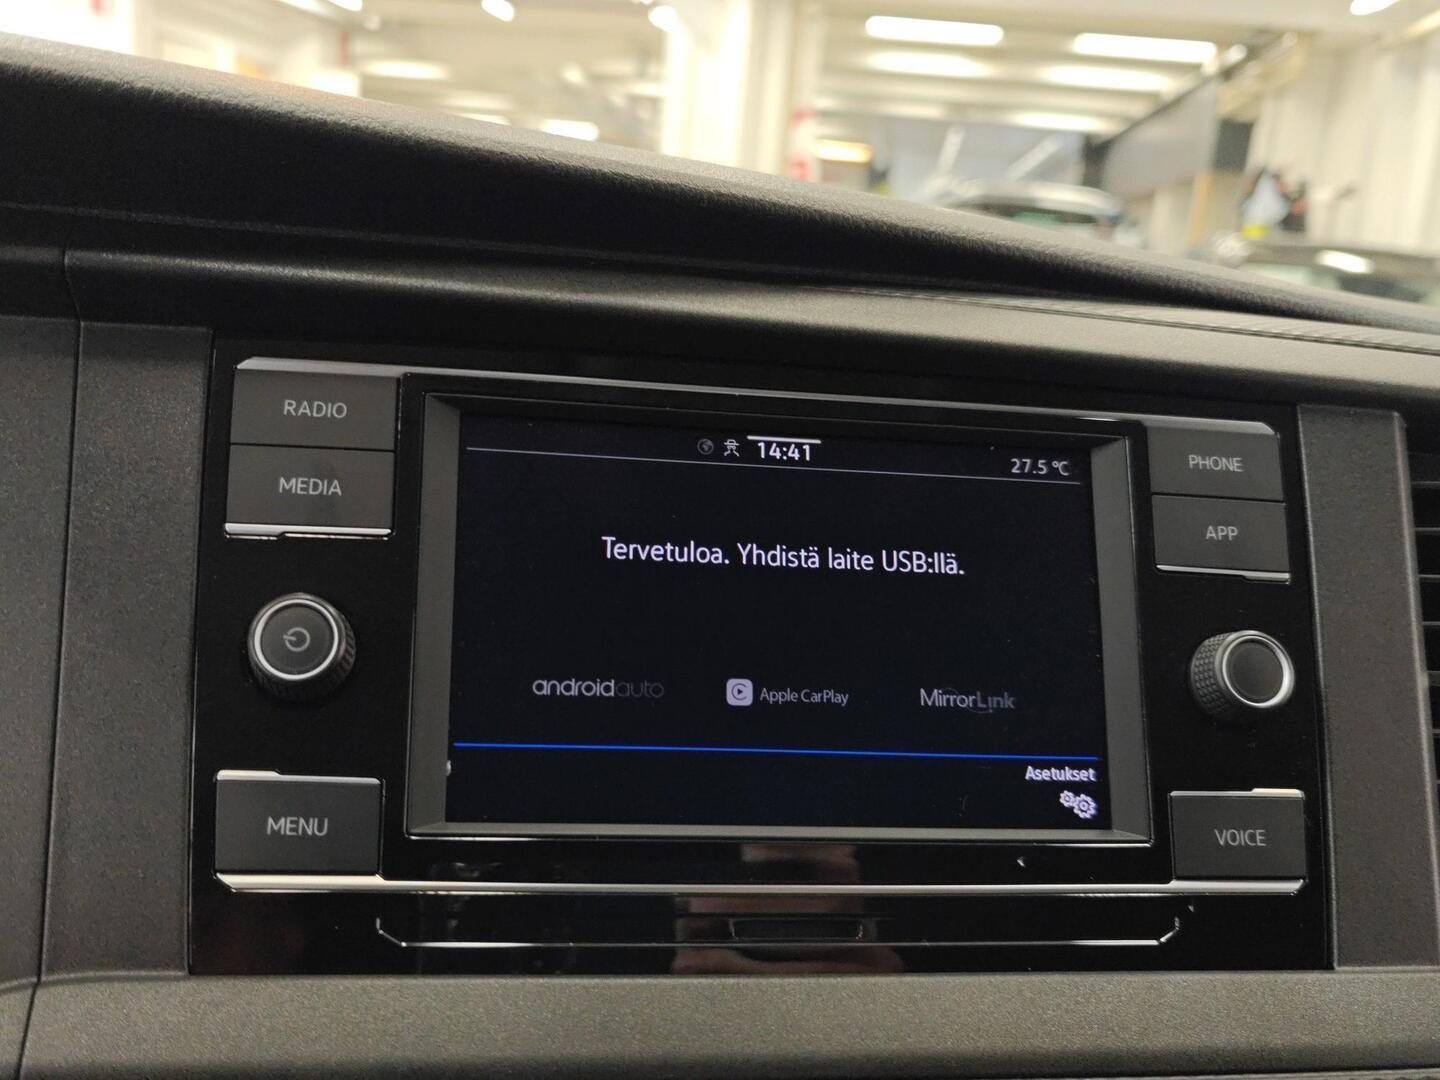 RADIO
MEDIA
MENU
14:41
27.5 °C
Tervetuloa. Yhdistä laite USB:llä.
androidauto
Apple CarPlay
MirrorLink
Asetukset
PHONE
APP
VOICE